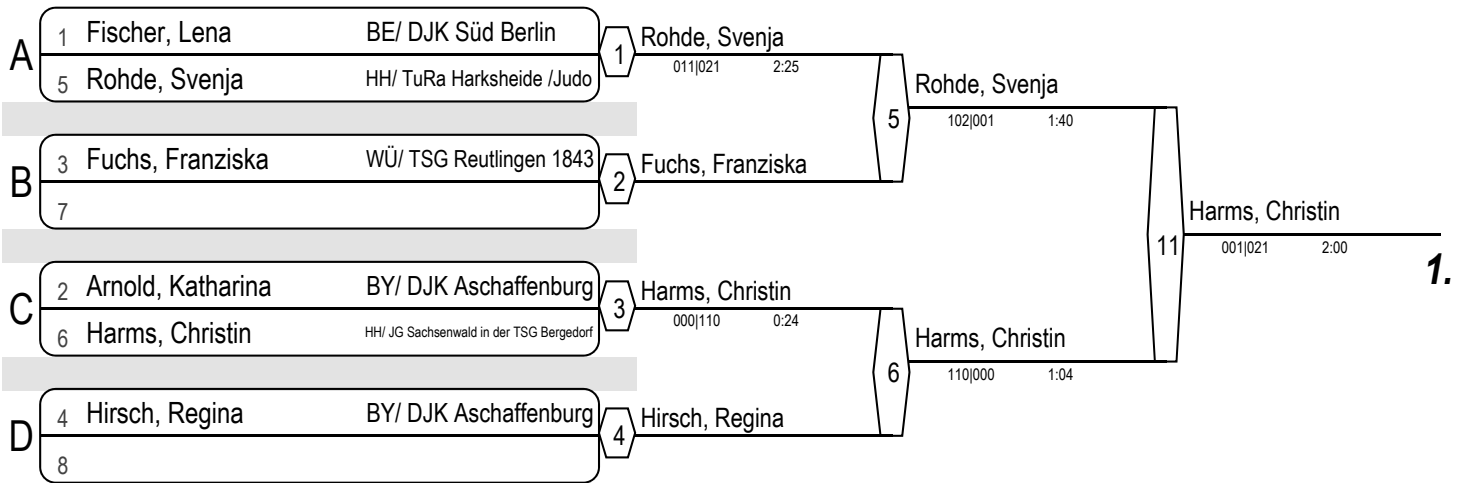 A
1 Fischer, Lena BE/ DJK Süd Berlin
5 Rohde, Svenja HH/ TuRa Harksheide /Judo
1
Rohde, Svenja
011|021 2:25
B
3 Fuchs, Franziska WÜ/ TSG Reutlingen 1843
7
2
Fuchs, Franziska
5
Rohde, Svenja
102|001 1:40
C
2 Arnold, Katharina BY/ DJK Aschaffenburg
6 Harms, Christin HH/ JG Sachsenwald in der TSG Bergedorf
3
Harms, Christin
000|110 0:24
D
4 Hirsch, Regina BY/ DJK Aschaffenburg
8
4
Hirsch, Regina
6
Harms, Christin
110|000 1:04
11
Harms, Christin
001|021 2:00
1.